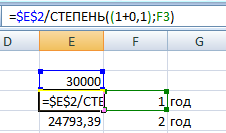 =$E$2/СТЕПЕНЬ((1+0,1);F3)
D E F G
30000
=$E$2/СТЕ 1 год
24793,39 2 год